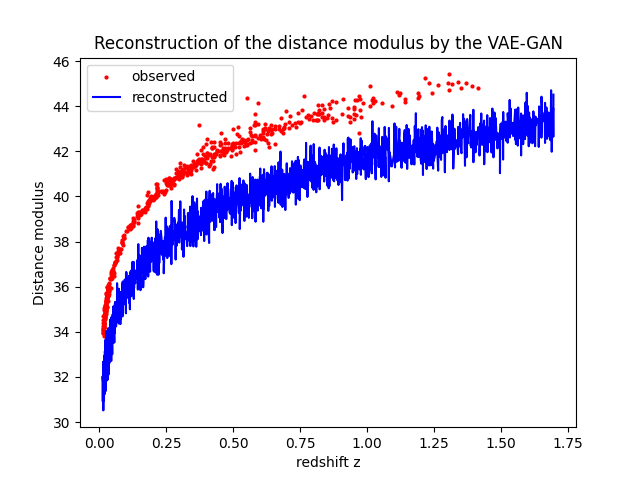 Reconstruction of the distance modulus by the VAE-GAN
observed
reconstructed
46
44
42
40
38
36
34
32
30
Distance modulus
0.00 0.25 0.50 0.75 1.00 1.25 1.50 1.75
redshift z